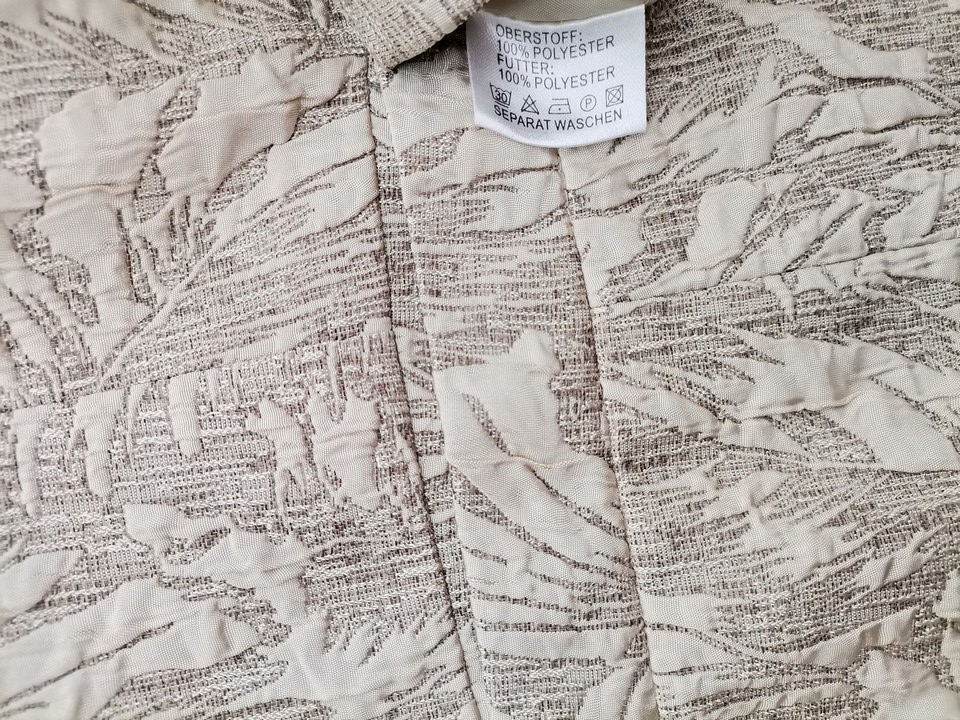 OBERSTOFF:
100% POLYESTER
FUTTER:
100% POLYESTER
30 P
SEPARAT WASCHEN